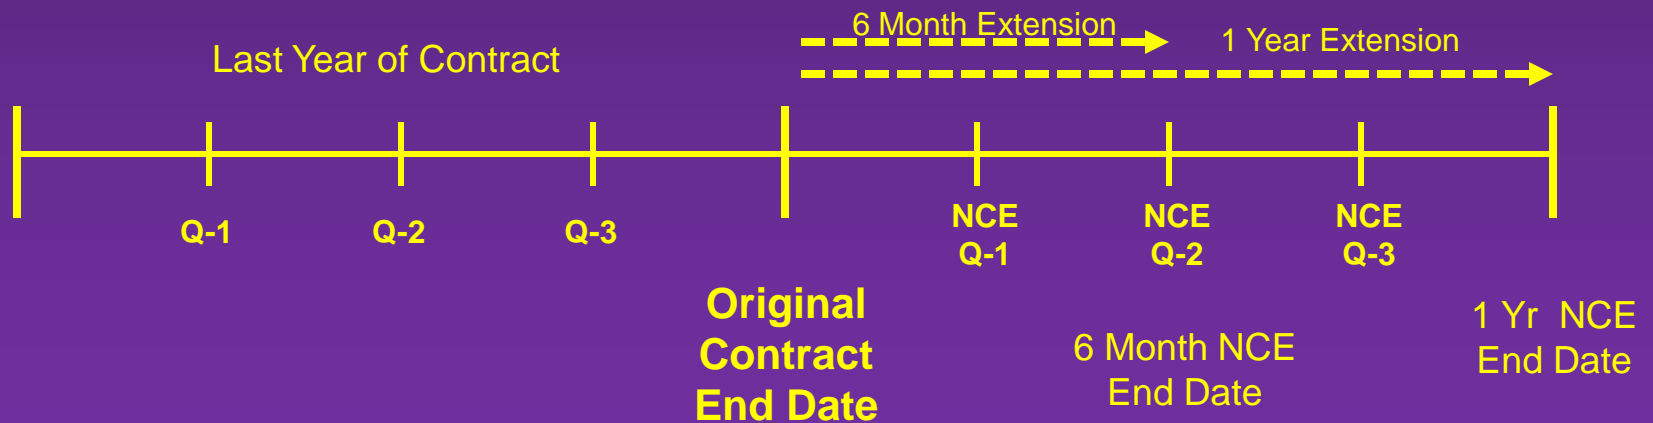 6 Month Extension
1 Year Extension
Last Year of Contract
Q-1
Q-2
Q-3
NCE
Q-1
NCE
Q-2
NCE
Q-3
Original
Contract
End Date
6 Month NCE
End Date
1 Yr NCE
End Date